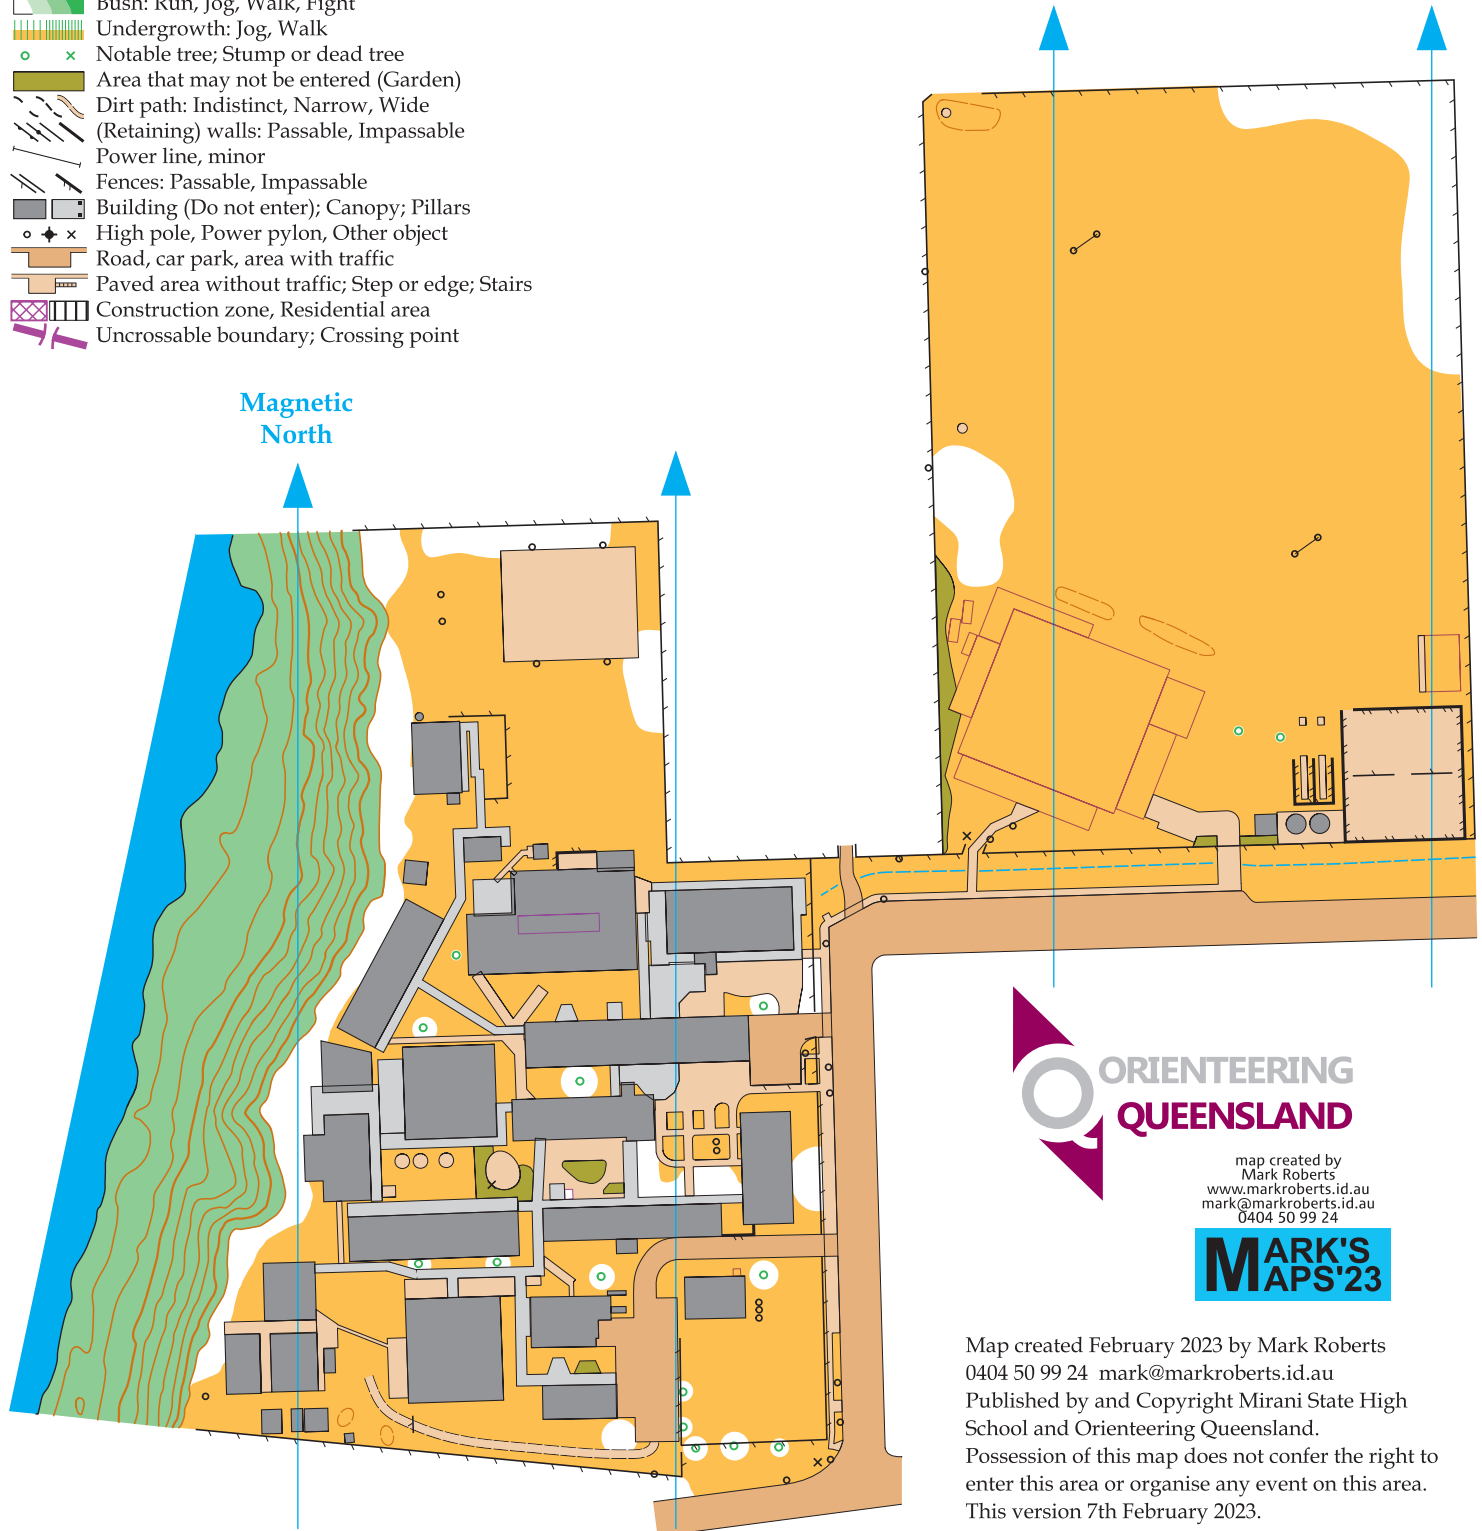 Bush: Run, Jog, Walk, Fight
Undergrowth: Jog, Walk
Notable tree; Stump or dead tree
Area that may not be entered (Garden)
Dirt path: Indistinct, Narrow, Wide
(Retaining) walls: Passable, Impassable
Power line, minor
Fences: Passable, Impassable
Building (Do not enter); Canopy; Pillars
High pole, Power pylon, Other object
Road, car park, area with traffic
Paved area without traffic; Step or edge; Stairs
Construction zone, Residential area
Uncrossable boundary; Crossing point
Magnetic
North
ORIENTEERING
QUEENSLAND
map created by
Mark Roberts
www.markroberts.id.au
mark@markroberts.id.au
0404 50 99 24
MARK'S
MAPS'23
Map created February 2023 by Mark Roberts
0404 50 99 24 mark@markroberts.id.au
Published by and Copyright Mirani State High
School and Orienteering Queensland.
Possession of this map does not confer the right to
enter this area or organise any event on this area.
This version 7th February 2023.